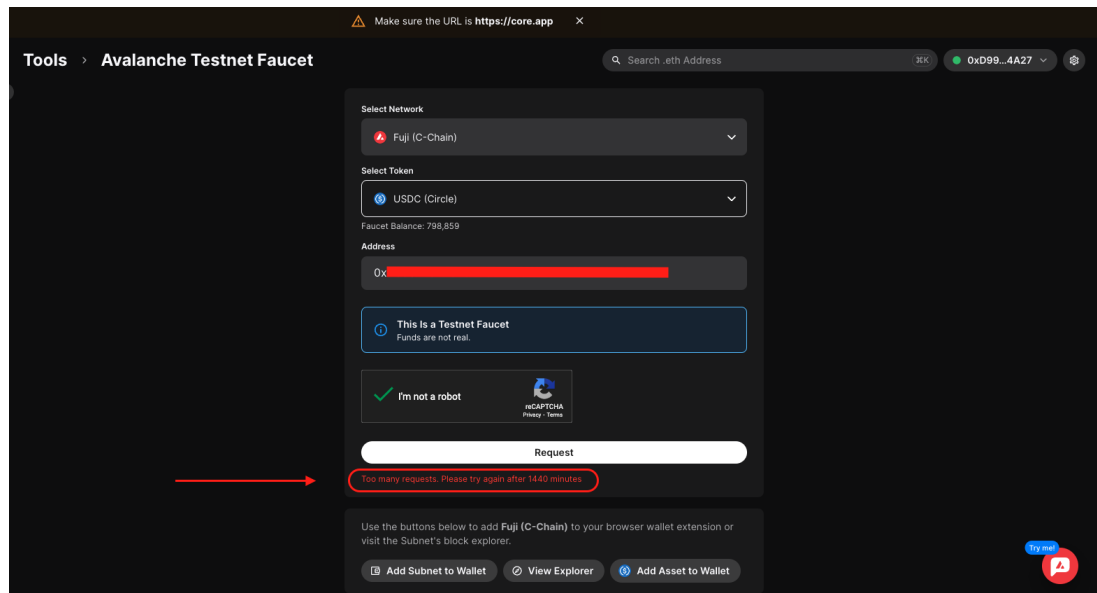 Make sure the URL is https://core.app
Tools > Avalanche Testnet Faucet
Search .eth Address
⌘K
0xD99...4A27
Select Network
Fuji (C-Chain)
Select Token
USDC (Circle)
Faucet Balance: 798,859
Address
0x
This Is a Testnet Faucet
Funds are not real.
I'm not a robot
reCAPTCHA
Privacy - Terms
Request
Too many requests. Please try again after 1440 minutes
Use the buttons below to add Fuji (C-Chain) to your browser wallet extension or
visit the Subnet's block explorer.
Add Subnet to Wallet
View Explorer
Add Asset to Wallet
Try me!